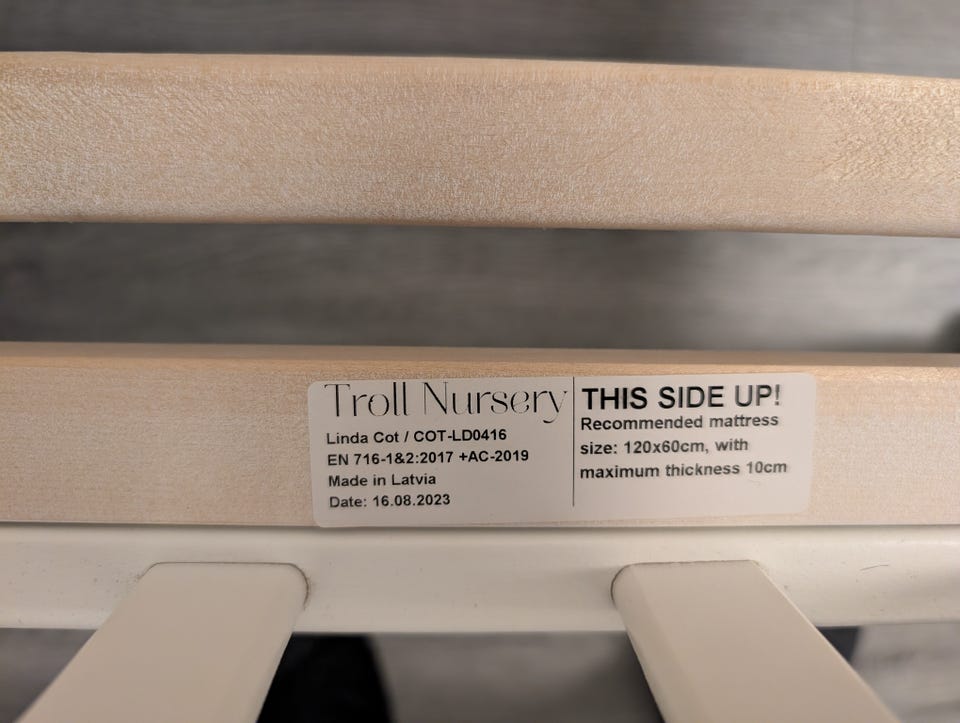 Troll Nursery
Linda Cot / COT-LD0416
EN 716-1&2:2017 +AC-2019
Made in Latvia
Date: 16.08.2023
THIS SIDE UP!
Recommended mattress
size: 120x60cm, with
maximum thickness 10cm